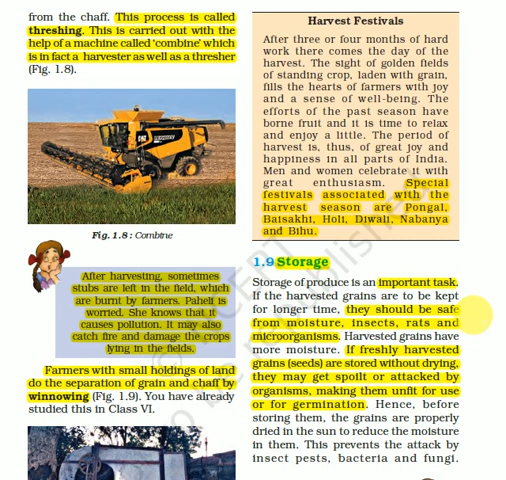 from the chaff. This process is called
threshing. This is carried out with the
help of a machine called 'combine' which
is in fact a harvester as well as a thresher
(Fig. 1.8).
Fig. 1.8 : Combine
After harvesting, sometimes
stubs are left in the field, which
are burnt by farmers. Paheli is
worried. She knows that it
causes pollution. It may also
catch fire and damage the crops
lying in the fields.
Farmers with small holdings of land
do the separation of grain and chaff by
winnowing (Fig. 1.9). You have already
studied this in Class VI.
Harvest Festivals
After three or four months of hard
work there comes the day of the
harvest. The sight of golden fields
of standing crop, laden with grain,
fills the hearts of farmers with joy
and a sense of well-being. The
efforts of the past season have
borne fruit and it is time to relax
and enjoy a little. The period of
harvest is, thus, of great joy and
happiness in all parts of India.
Men and women celebrate it with
great enthusiasm. Special
festivals associated with the
harvest season are Pongal,
Baisakhi, Holi, Diwali, Nabanya
and Bihu.
1.9 Storage
Storage of produce is an important task.
If the harvested grains are to be kept
for longer time, they should be safe
from moisture, insects, rats and
microorganisms. Harvested grains have
more moisture. If freshly harvested
grains (seeds) are stored without drying,
they may get spoilt or attacked by
organisms, making them unfit for use
or for germination. Hence, before
storing them, the grains are properly
dried in the sun to reduce the moisture
in them. This prevents the attack by
insect pests, bacteria and fungi.